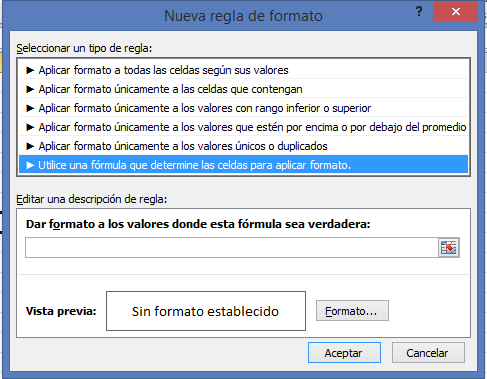 Nueva regla de formato
?
Seleccionar un tipo de regla:
► Aplicar formato a todas las celdas según sus valores
► Aplicar formato únicamente a las celdas que contengan
► Aplicar formato únicamente a los valores con rango inferior o superior
► Aplicar formato únicamente a los valores que estén por encima o por debajo del promedio
► Aplicar formato únicamente a los valores únicos o duplicados
► Utilice una fórmula que determine las celdas para aplicar formato.
Editar una descripción de regla:
Dar formato a los valores donde esta fórmula sea verdadera:
Vista previa:
Sin formato establecido
Formato...
Aceptar
Cancelar